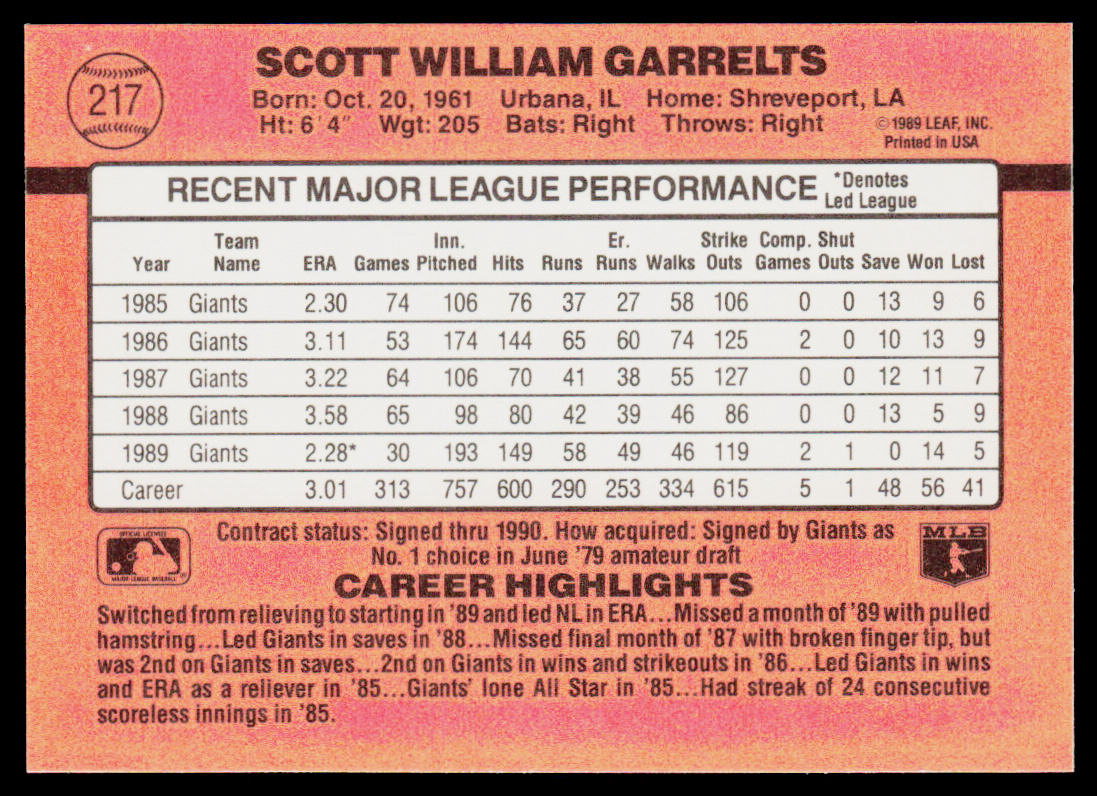 217
SCOTT WILLIAM GARRELTS
Born: Oct. 20, 1961 Urbana, IL Home: Shreveport, LA
Ht: 6' 4" Wgt: 205 Bats: Right Throws: Right
©1989 LEAF, INC.
Printed in USA
RECENT MAJOR LEAGUE PERFORMANCE *Denotes Led League
Year Team Name ERA Games Inn. Pitched Hits Runs Er. Runs Walks Strike Outs Comp. Games Shut Outs Save Won Lost
1985 Giants 2.30 74 106 76 37 27 58 106 0 0 13 9 6
1986 Giants 3.11 53 174 144 65 60 74 125 2 0 10 13 9
1987 Giants 3.22 64 106 70 41 38 55 127 0 0 12 11 7
1988 Giants 3.58 65 98 80 42 39 46 86 0 0 13 5 9
1989 Giants 2.28* 30 193 149 58 49 46 119 2 1 0 14 5
Career 3.01 313 757 600 290 253 334 615 5 1 48 56 41
Contract status: Signed thru 1990. How acquired: Signed by Giants as
No. 1 choice in June '79 amateur draft
OFFICIAL LICENSEE
MAJOR LEAGUE BASEBALL
MLB
CAREER HIGHLIGHTS
Switched from relieving to starting in '89 and led NL in ERA...Missed a month of '89 with pulled
hamstring...Led Giants in saves in '88...Missed final month of '87 with broken finger tip, but
was 2nd on Giants in saves...2nd on Giants in wins and strikeouts in '86...Led Giants in wins
and ERA as a reliever in '85...Giants' lone All Star in '85...Had streak of 24 consecutive
scoreless innings in '85.